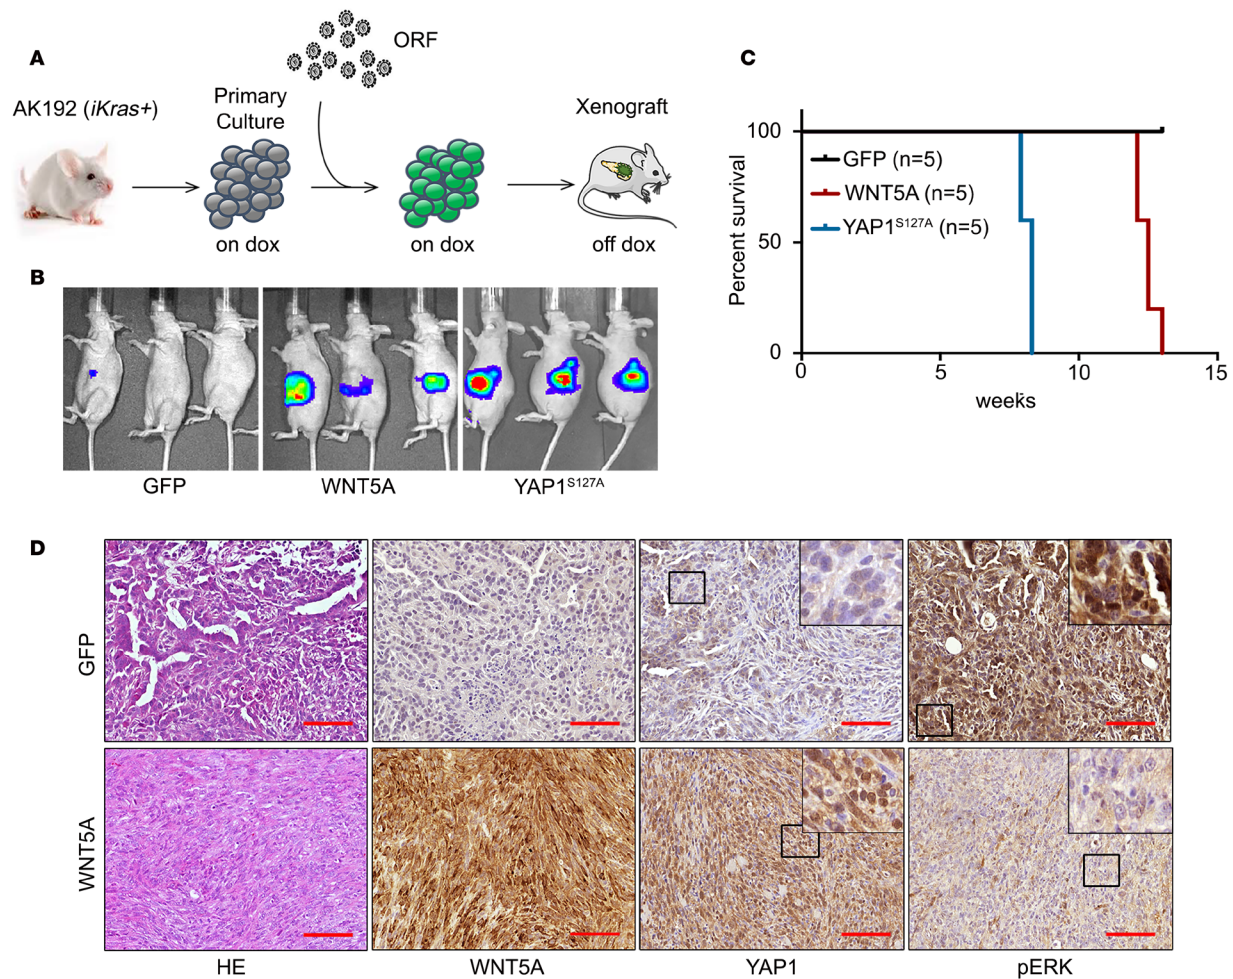 A
AK192 (iKras+)
Primary
Culture
ORF
Xenograft
on dox
on dox
off dox
B
GFP
WNT5A
YAP1S127A
C
Percent survival
100
50
0
GFP (n=5)
WNT5A (n=5)
YAP1S127A (n=5)
0
5
10
15
weeks
D
GFP
WNT5A
HE
WNT5A
YAP1
pERK